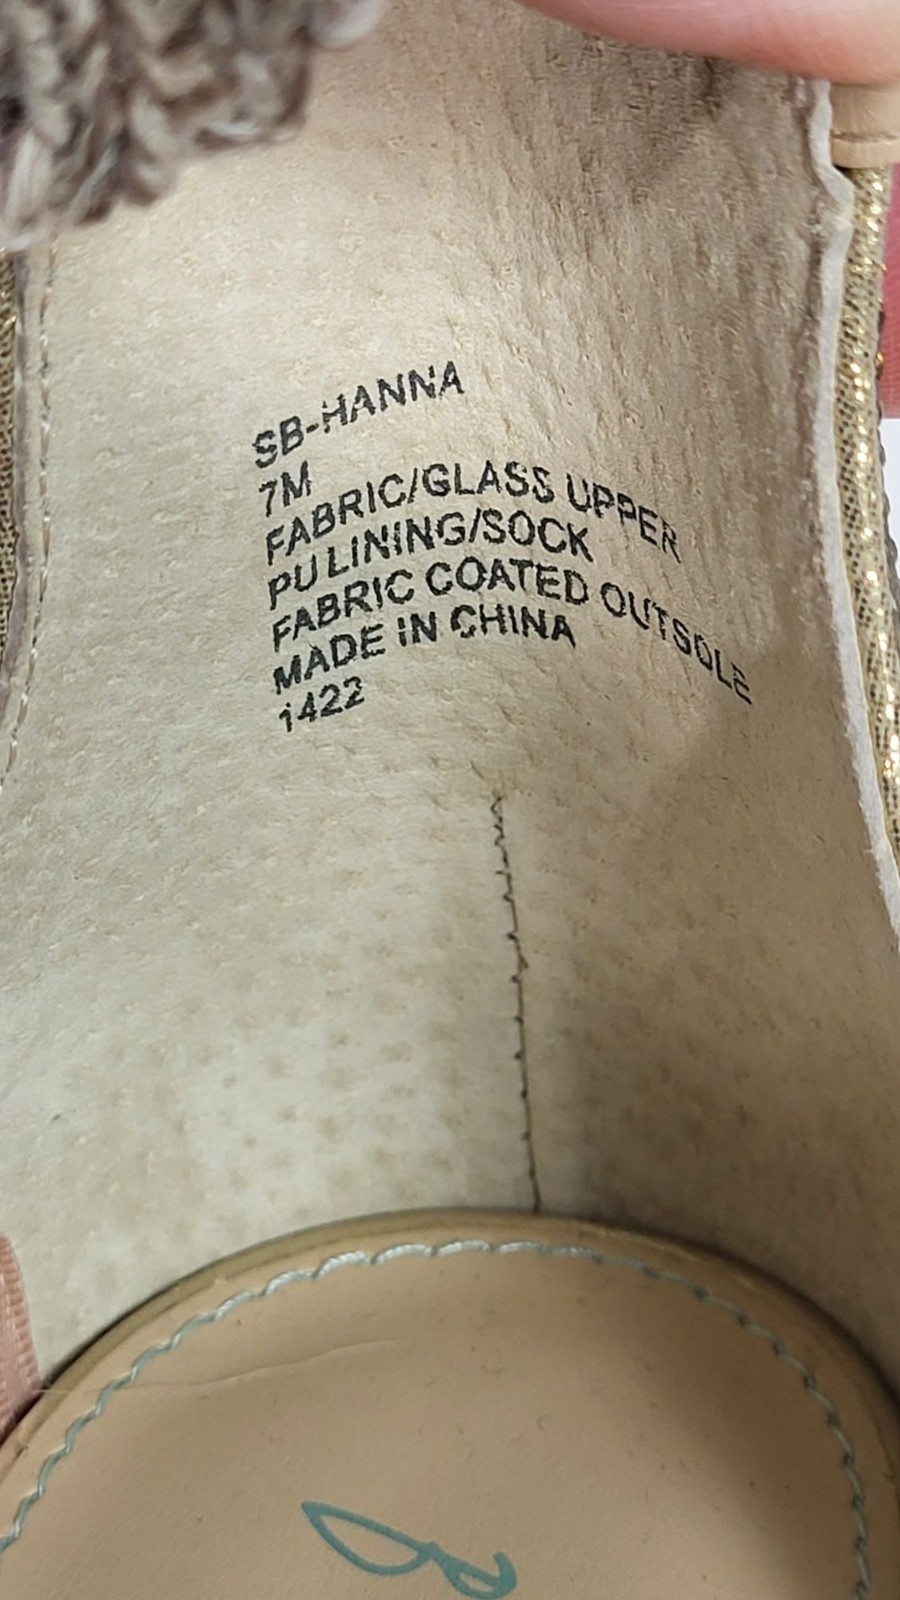 SB-HANNA
7M
FABRIC/GLASS UPPER
PU LINING/SOCK
FABRIC COATED OUTSOLE
MADE IN CHINA
1422